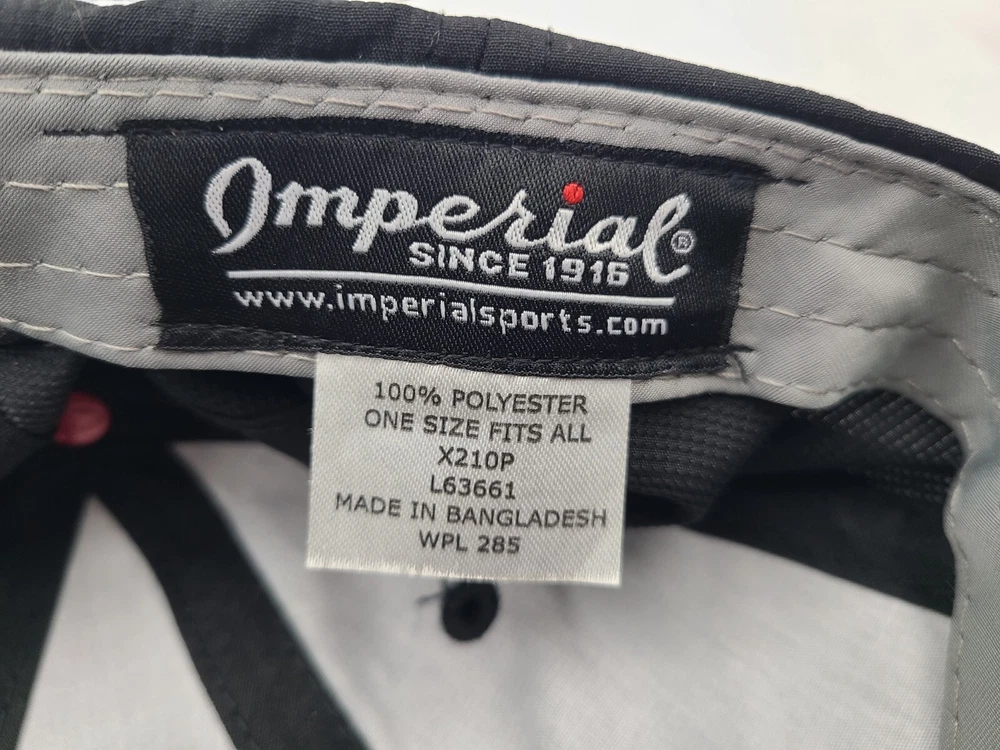 Imperial®
SINCE 1916
www.imperialsports.com
100% POLYESTER
ONE SIZE FITS ALL
X210P
L63661
MADE IN BANGLADESH
WPL 285